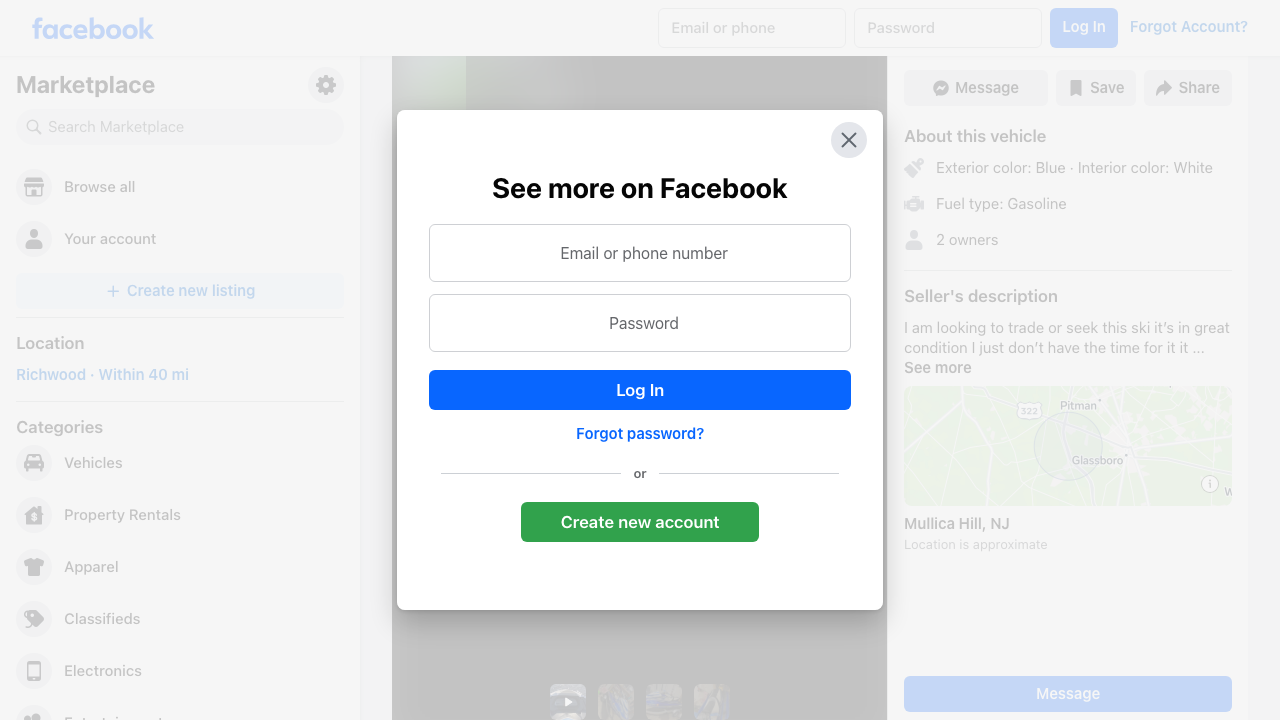 facebook
Email or phone
Password
Log In
Forgot Account?
Marketplace
Search Marketplace
Browse all
Your account
Create new listing
Location
Richwood · Within 40 mi
Categories
Vehicles
Property Rentals
Apparel
Classifieds
Electronics
See more on Facebook
Email or phone number
Password
Log In
Forgot password?
or
Create new account
Message
Save
Share
About this vehicle
Exterior color: Blue · Interior color: White
Fuel type: Gasoline
2 owners
Seller's description
I am looking to trade or seek this ski it’s in great
condition I just don’t have the time for it it ...
See more
322
Pitman
Glassboro
Mullica Hill, NJ
Location is approximate
Message